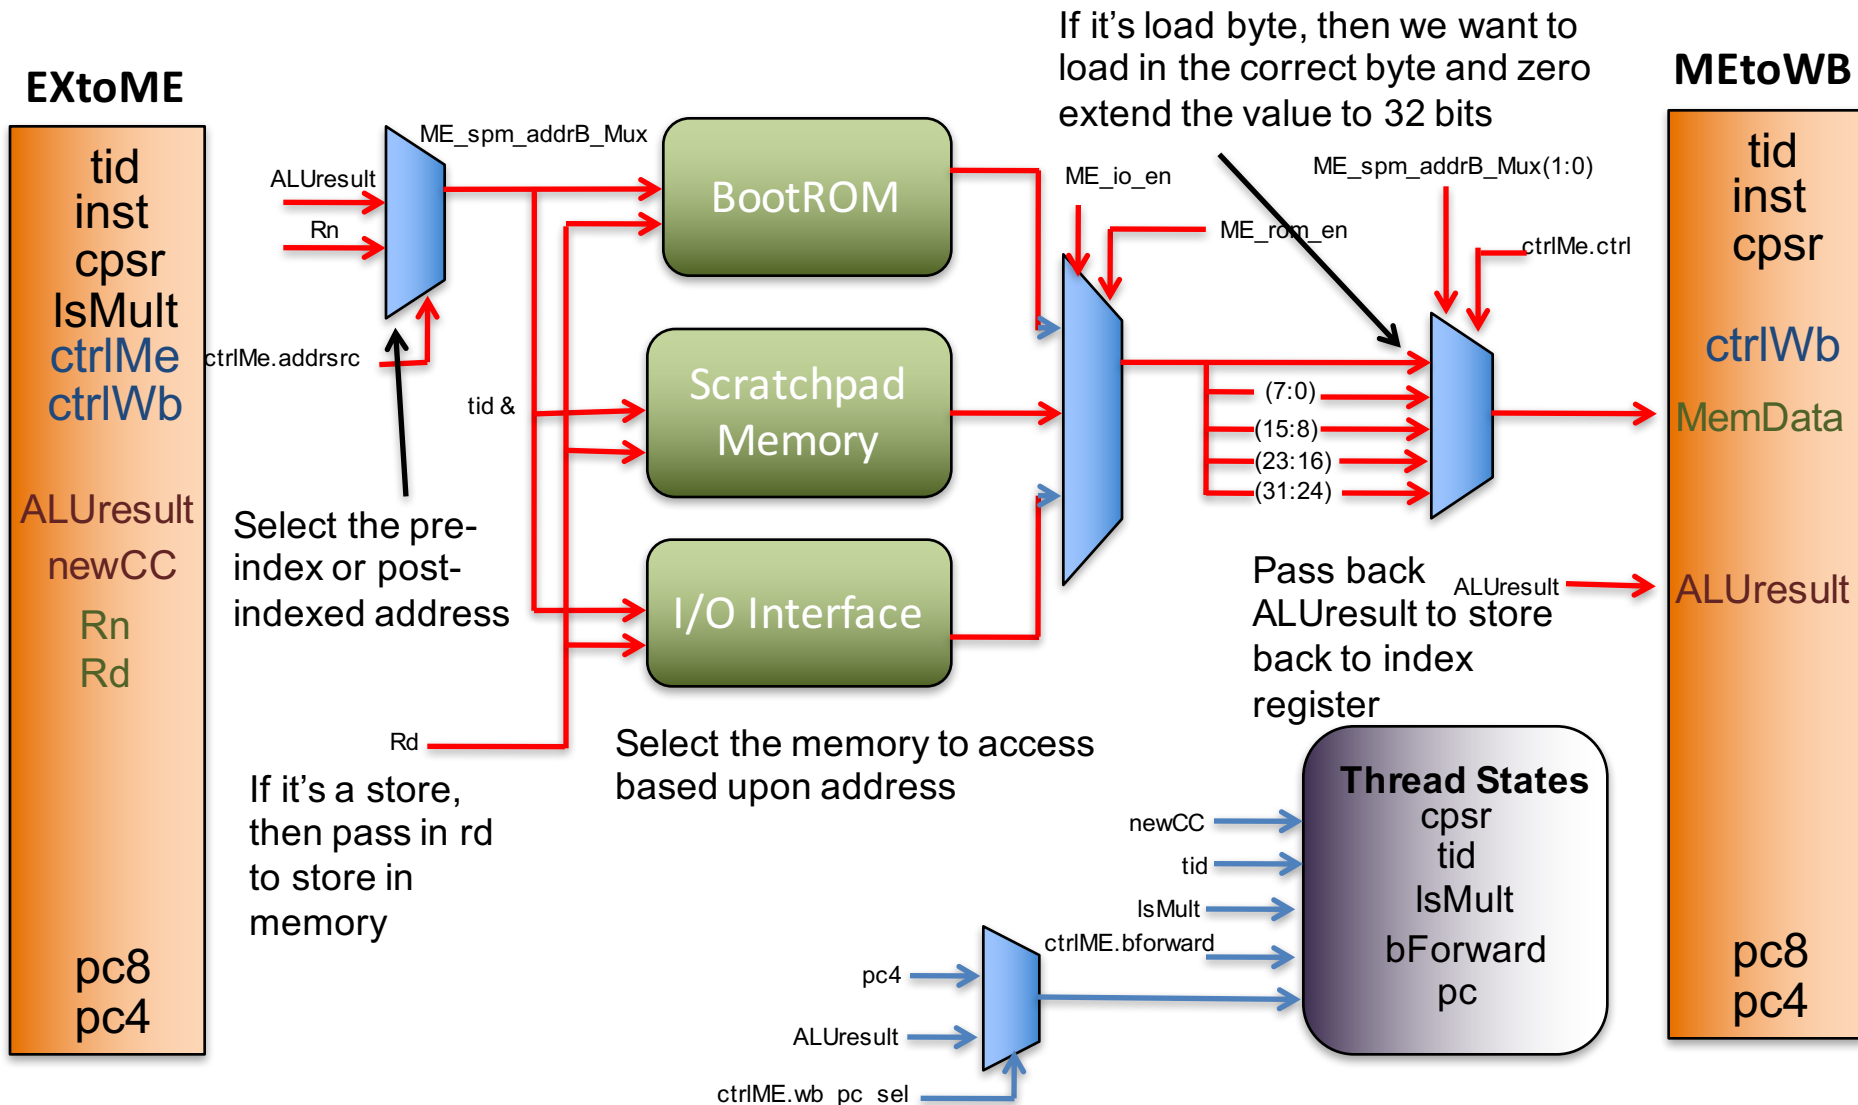 EXtoME
tid
inst
cpsr
lsMult
ctrlMe
ctrlWb
ALUresult
newCC
Rn
Rd
pc8
pc4
ALUresult
Rn
ME_spm_addrB_Mux
ctrlMe.addrsrc
Select the pre-
index or post-
indexed address
tid &
Rd
If it's a store,
then pass in rd
to store in
memory
BootROM
Scratchpad
Memory
I/O Interface
Select the memory to access
based upon address
If it's load byte, then we want to
load in the correct byte and zero
extend the value to 32 bits
ME_io_en
ME_rom_en
ME_spm_addrB_Mux(1:0)
ctrlMe.ctrl
(7:0)
(15:8)
(23:16)
(31:24)
Pass back
ALUresult to store
back to index
register
ALUresult
Thread States
cpsr
tid
lsMult
bForward
pc
newCC
tid
lsMult
ctrlME.bforward
pc4
ALUresult
ctrlME.wb_pc_sel
MEtoWB
tid
inst
cpsr
ctrlWb
MemData
ALUresult
pc8
pc4